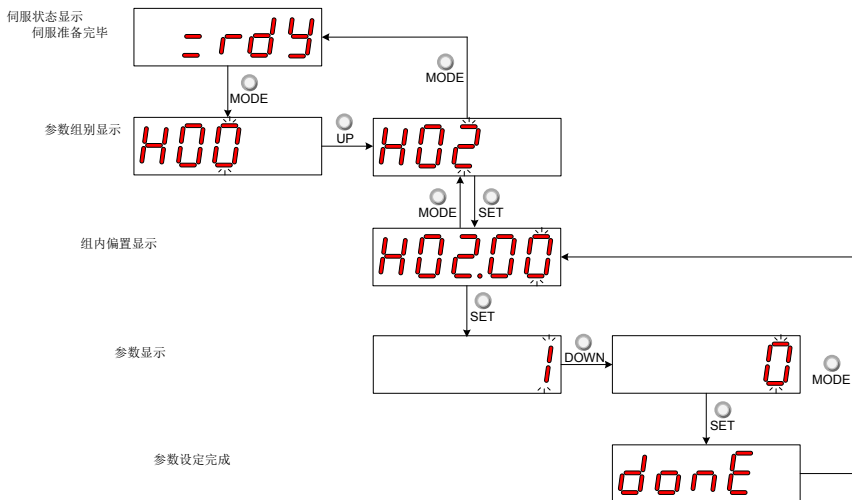 伺服状态显示
伺服准备完毕
=rdy
MODE
MODE
参数组别显示
H00
UP
H02
MODE
SET
组内偏置显示
H02.00
SET
参数显示
1
DOWN
0
MODE
SET
参数设定完成
donE